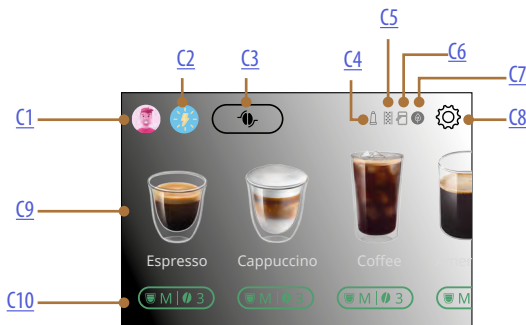 C5
C2 C3 C4 C6
C7
C1 C8
C9
Espresso Cappuccino Coffee
C10
M 3 M 3 M 3 M